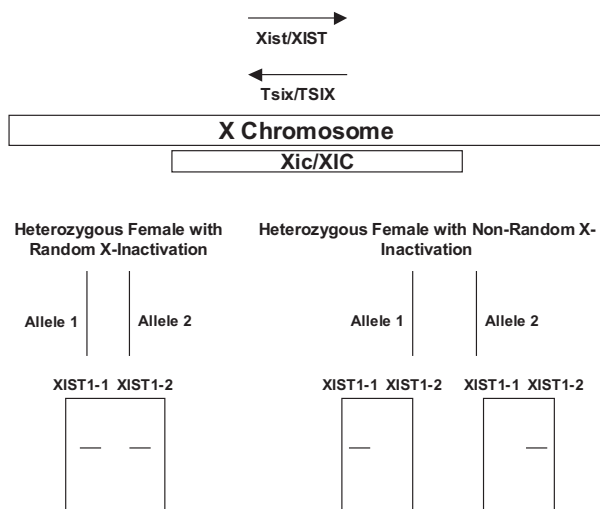 Xist/XIST
Tsix/TSIX
X Chromosome
Xic/XIC
Heterozygous Female with
Random X-Inactivation
Heterozygous Female with Non-Random X-
Inactivation
Allele 1
Allele 2
Allele 1
Allele 2
XIST1-1 XIST1-2
XIST1-1 XIST1-2
XIST1-1 XIST1-2